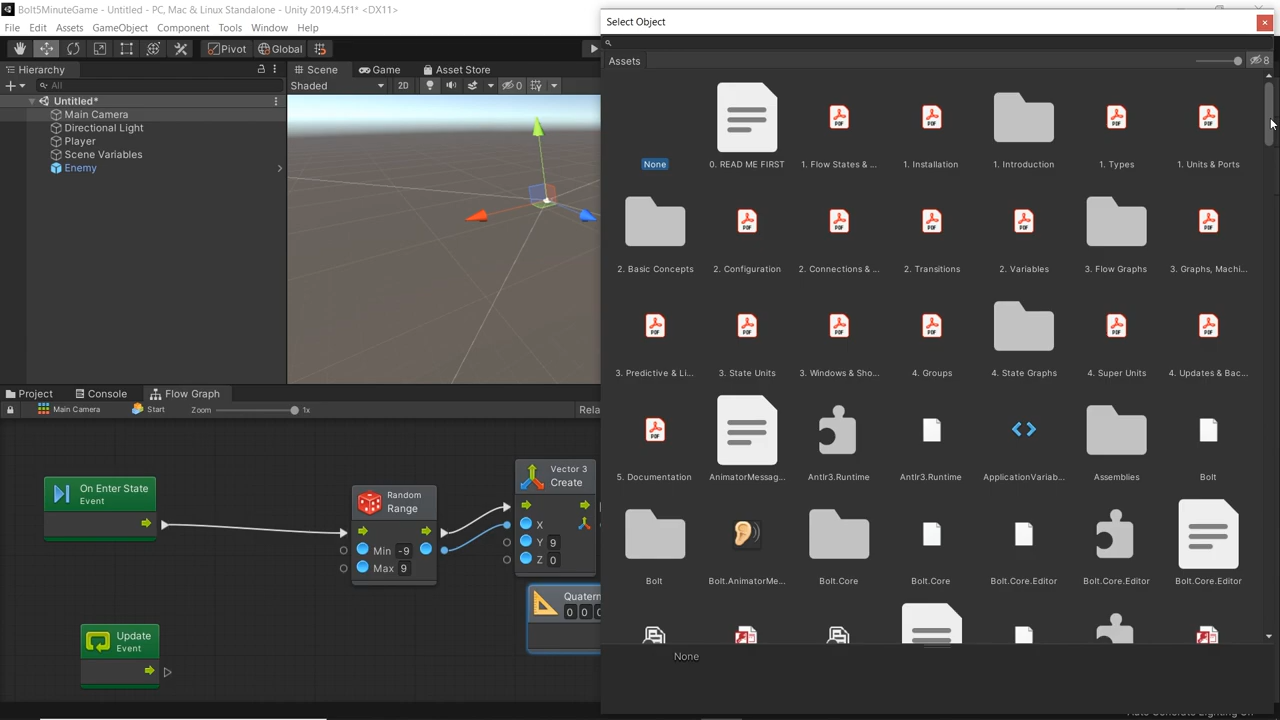 Bolt5MinuteGame - Untitled - PC, Mac & Linux Standalone - Unity 2019.4.5f1* <DX11>
File Edit Assets GameObject Component Tools Window Help
Pivot Global
Hierarchy
All
Untitled*
Main Camera
Directional Light
Player
Scene Variables
Enemy
Scene Game Asset Store
Shaded 2D 0
Project Console Flow Graph
Main Camera Start Zoom 1x Rela
On Enter State
Event
Update
Event
Random
Range
Min -9
Max 9
Vector 3
Create
X
Y 9
Z 0
Quatern
0 0 0
Select Object
Assets 8
None 0. READ ME FIRST 1. Flow States & ... 1. Installation 1. Introduction 1. Types 1. Units & Ports
2. Basic Concepts 2. Configuration 2. Connections & ... 2. Transitions 2. Variables 3. Flow Graphs 3. Graphs, Machi...
3. Predictive & Li... 3. State Units 3. Windows & Sho... 4. Groups 4. State Graphs 4. Super Units 4. Updates & Bac...
5. Documentation AnimatorMessag... Antlr3.Runtime Antlr3.Runtime ApplicationVariab... Assemblies Bolt
Bolt Bolt.AnimatorMe... Bolt.Core Bolt.Core Bolt.Core.Editor Bolt.Core.Editor Bolt.Core.Editor
None